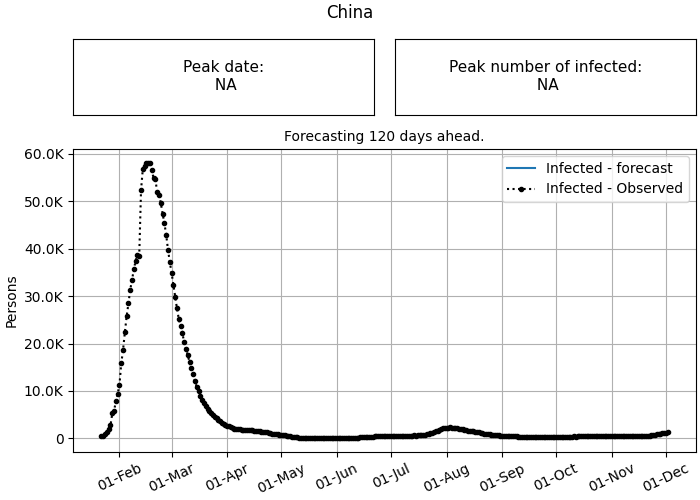 China
Peak date:
NA
Peak number of infected:
NA
Forecasting 120 days ahead.
Infected - forecast
Infected - Observed
Persons
60.0K
50.0K
40.0K
30.0K
20.0K
10.0K
0
01-Feb
01-Mar
01-Apr
01-May
01-Jun
01-Jul
01-Aug
01-Sep
01-Oct
01-Nov
01-Dec